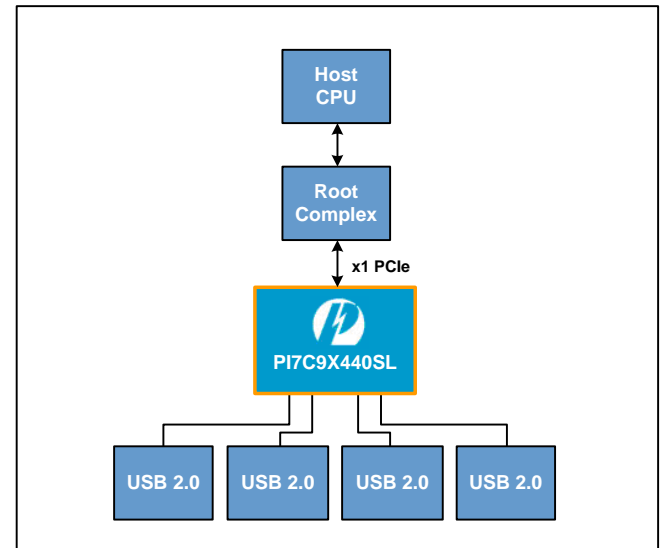 Host
CPU
Root
Complex
x1 PCIe
PI7C9X440SL
USB 2.0
USB 2.0
USB 2.0
USB 2.0